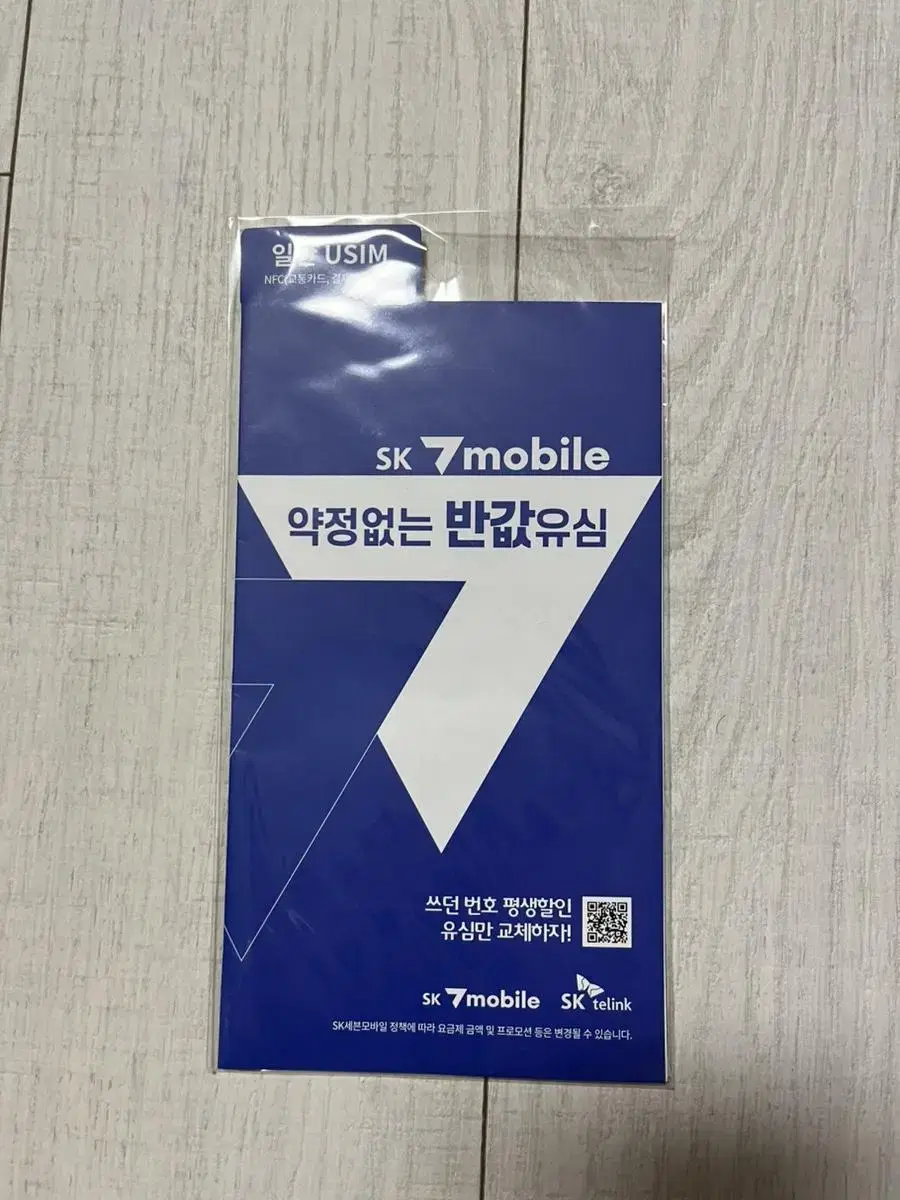 USIM
NFC
SK 7mobile
약정없는 반값유심
쓰던 번호 평생할인
유심만 교체하자!
SK 7mobile SK telink
SK세븐모바일 정책에 따라 요금제 금액 및 프로모션 등은 변경될 수 있습니다.